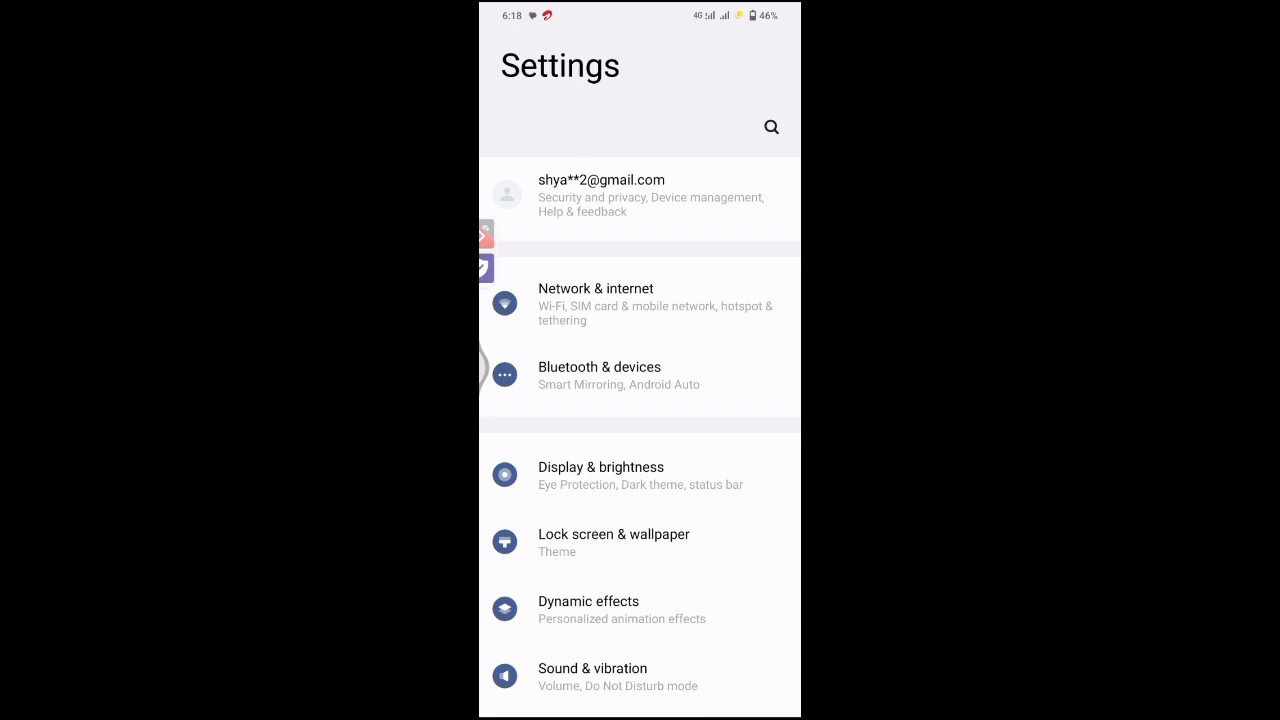 6:18 4G 46%
Settings
shya**2@gmail.com
Security and privacy, Device management,
Help & feedback
Network & internet
Wi-Fi, SIM card & mobile network, hotspot &
tethering
Bluetooth & devices
Smart Mirroring, Android Auto
Display & brightness
Eye Protection, Dark theme, status bar
Lock screen & wallpaper
Theme
Dynamic effects
Personalized animation effects
Sound & vibration
Volume, Do Not Disturb mode